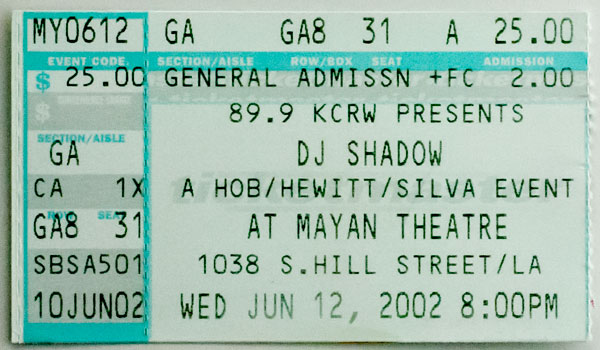 MY0612 GA GA8 31 A 25.00
EVENT CODE SECTION/AISLE ROW/BOX SEAT ADMISSION
$ 25.00 GENERAL ADMISSN +FC 2.00
$
89.9 KCRW PRESENTS
SECTION/AISLE
GA DJ SHADOW
CA 1X A HOB/HEWITT/SILVA EVENT
ROW SEAT
GA8 31 AT MAYAN THEATRE
SBSA501 1038 S.HILL STREET/LA
10JUN02 WED JUN 12, 2002 8:00PM